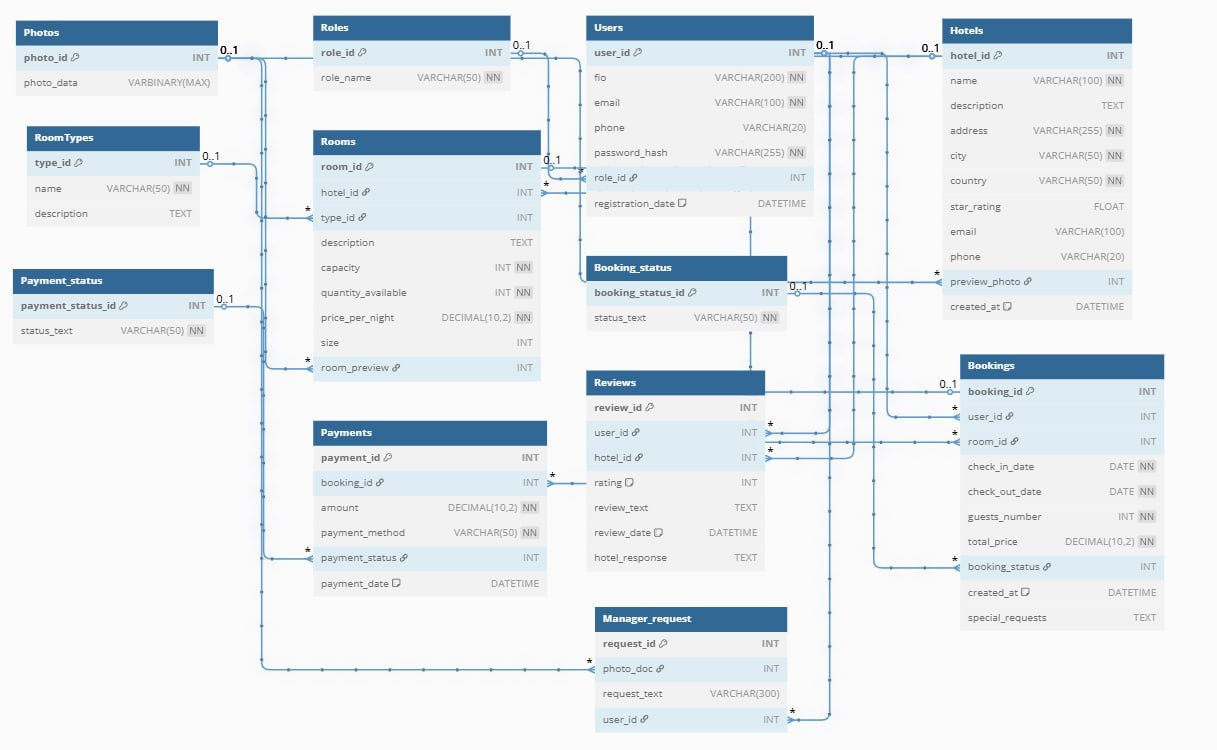 Photos
photo_id INT
photo_data VARBINARY(MAX)
0..1
Roles
role_id INT
role_name VARCHAR(50) NN
0..1
Users
user_id INT
fio VARCHAR(200) NN
email VARCHAR(100) NN
phone VARCHAR(20)
password_hash VARCHAR(255) NN
role_id INT
registration_date DATETIME
0..1
*
Hotels
0..1
hotel_id INT
name VARCHAR(100) NN
description TEXT
address VARCHAR(255) NN
city VARCHAR(50) NN
country VARCHAR(50) NN
star_rating FLOAT
email VARCHAR(100)
phone VARCHAR(20)
* preview_photo INT
created_at DATETIME
RoomTypes
type_id INT
name VARCHAR(50) NN
description TEXT
0..1
Rooms
room_id INT 0..1
hotel_id INT *
* type_id INT
description TEXT
capacity INT NN
quantity_available INT NN
price_per_night DECIMAL(10,2) NN
size INT
* room_preview INT
Payment_status
payment_status_id INT 0..1
status_text VARCHAR(50) NN
Booking_status
booking_status_id INT 0..1
status_text VARCHAR(50) NN
Reviews
review_id INT
user_id INT *
hotel_id INT *
rating INT
review_text TEXT
review_date DATETIME
hotel_response TEXT
Bookings
0..1 booking_id INT
* user_id INT
* room_id INT
check_in_date DATE NN
check_out_date DATE NN
guests_number INT NN
total_price DECIMAL(10,2) NN
* booking_status INT
created_at DATETIME
special_requests TEXT
Payments
payment_id INT
booking_id INT *
amount DECIMAL(10,2) NN
payment_method VARCHAR(50) NN
* payment_status INT
payment_date DATETIME
Manager_request
request_id INT
* photo_doc INT
request_text VARCHAR(300)
user_id INT *